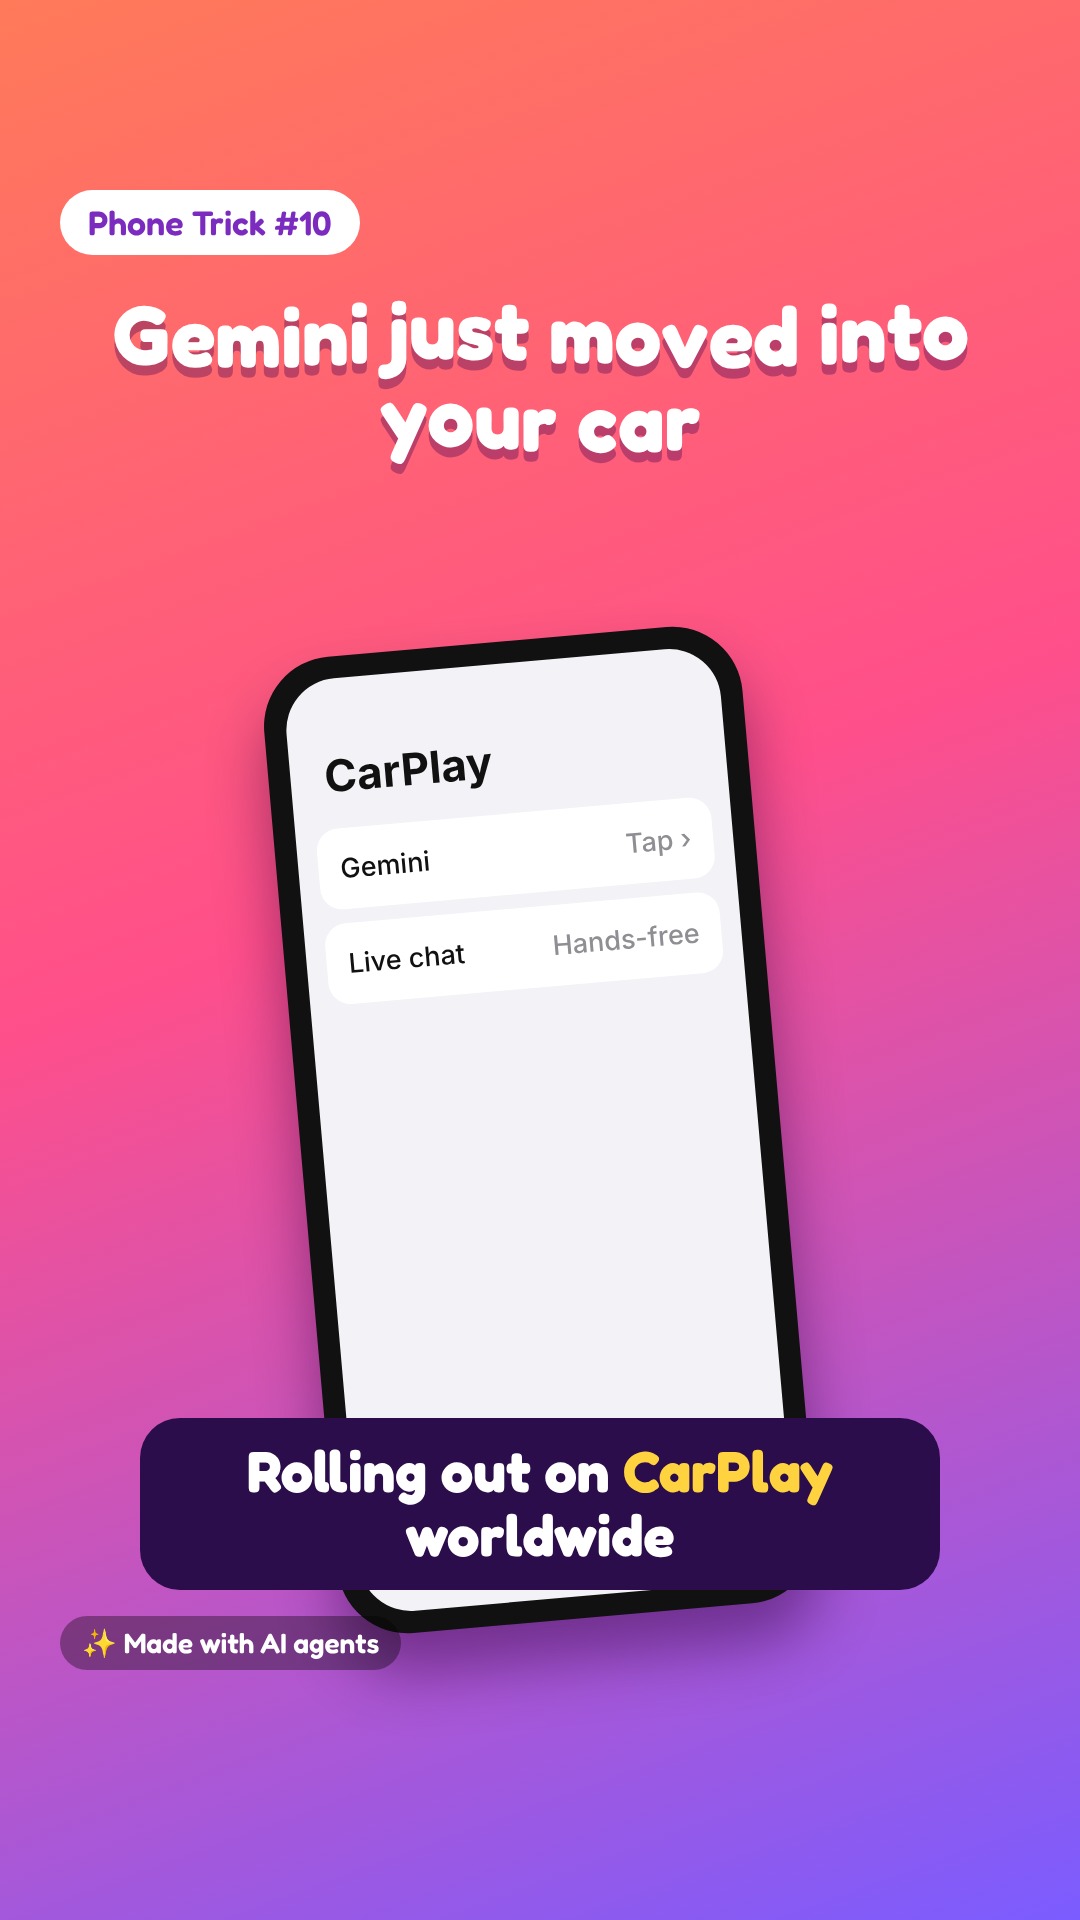 Phone Trick #10
Gemini just moved into
your car
CarPlay
Gemini Tap ›
Live chat Hands-free
Rolling out on CarPlay
worldwide
✨ Made with AI agents